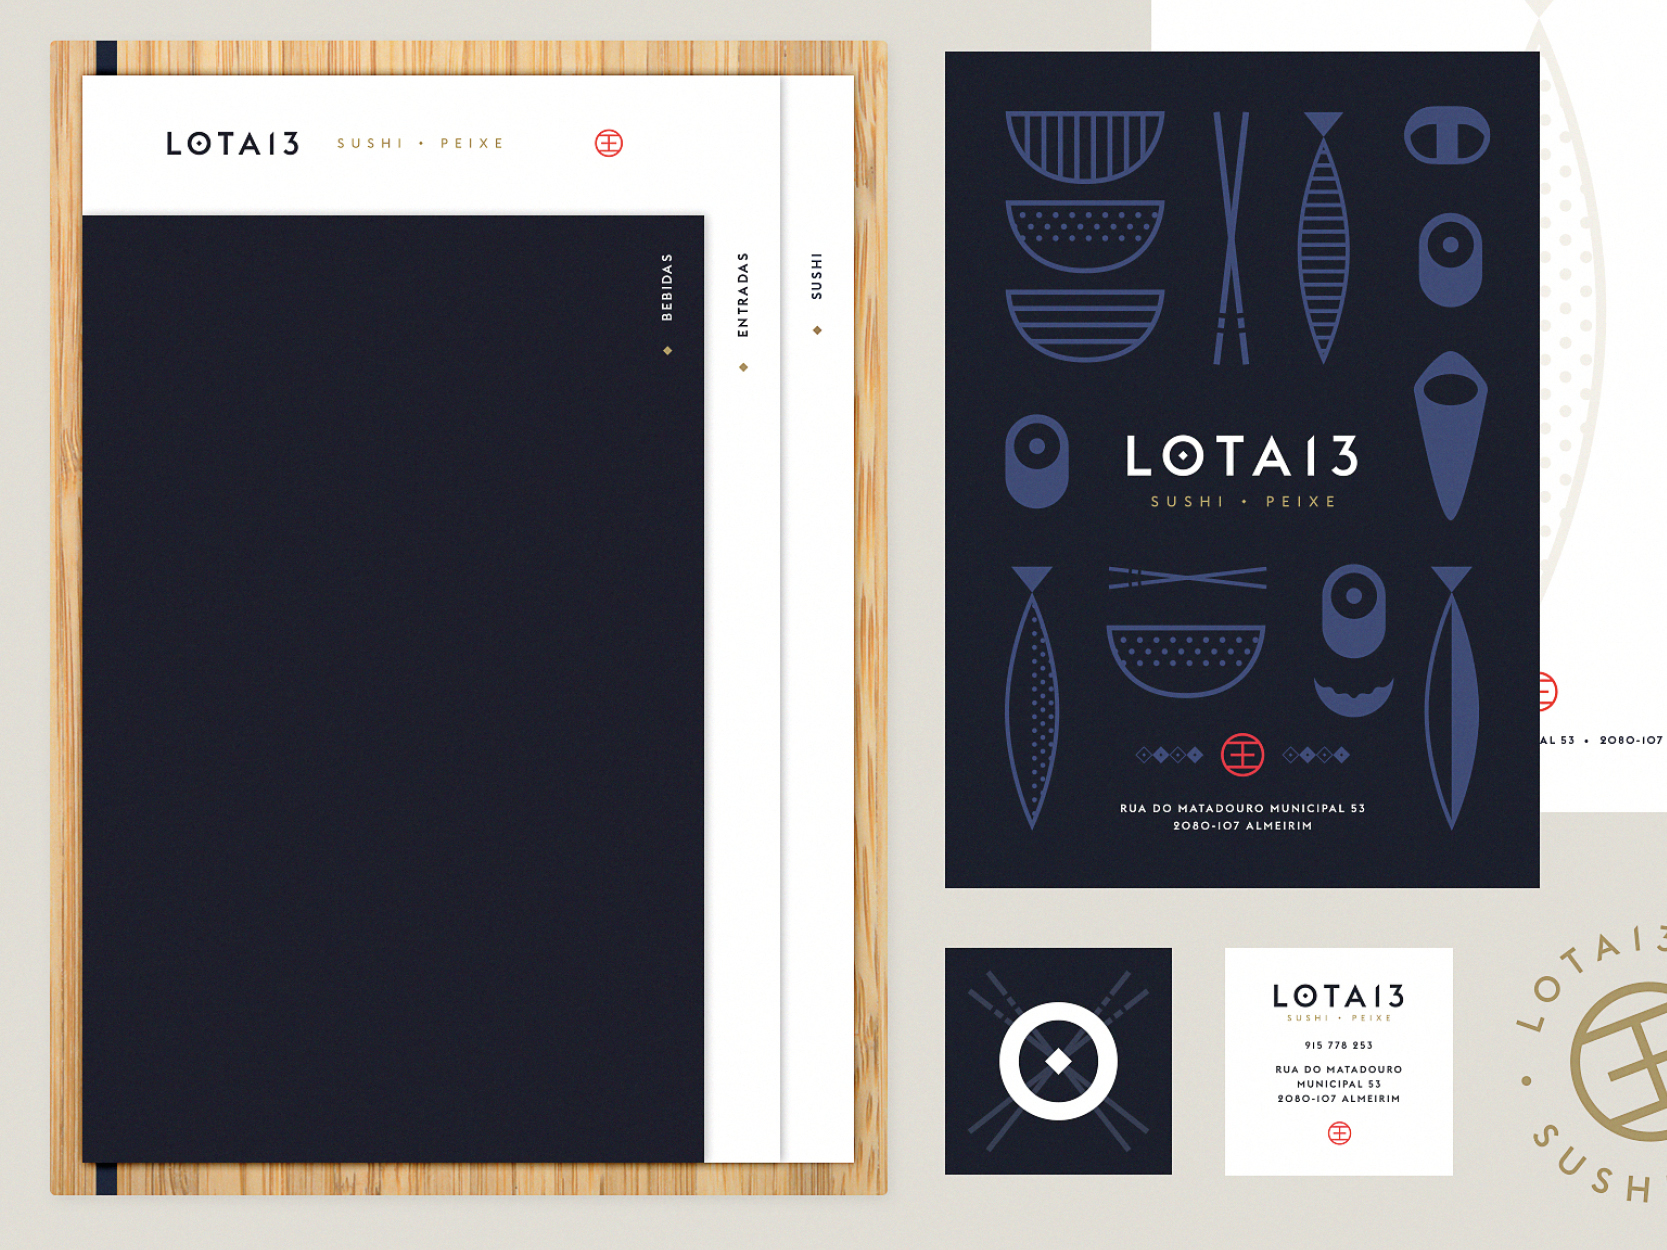 LOTA13 SUSHI • PEIXE
BEBIDAS
ENTRADAS
SUSHI
LOTA13
SUSHI • PEIXE
RUA DO MATADOURO MUNICIPAL 53
2080-107 ALMEIRIM
53 • 2080-107
LOTA13
SUSHI • PEIXE
915 778 253
RUA DO MATADOURO
MUNICIPAL 53
2080-107 ALMEIRIM
LOTA13
• SUSH